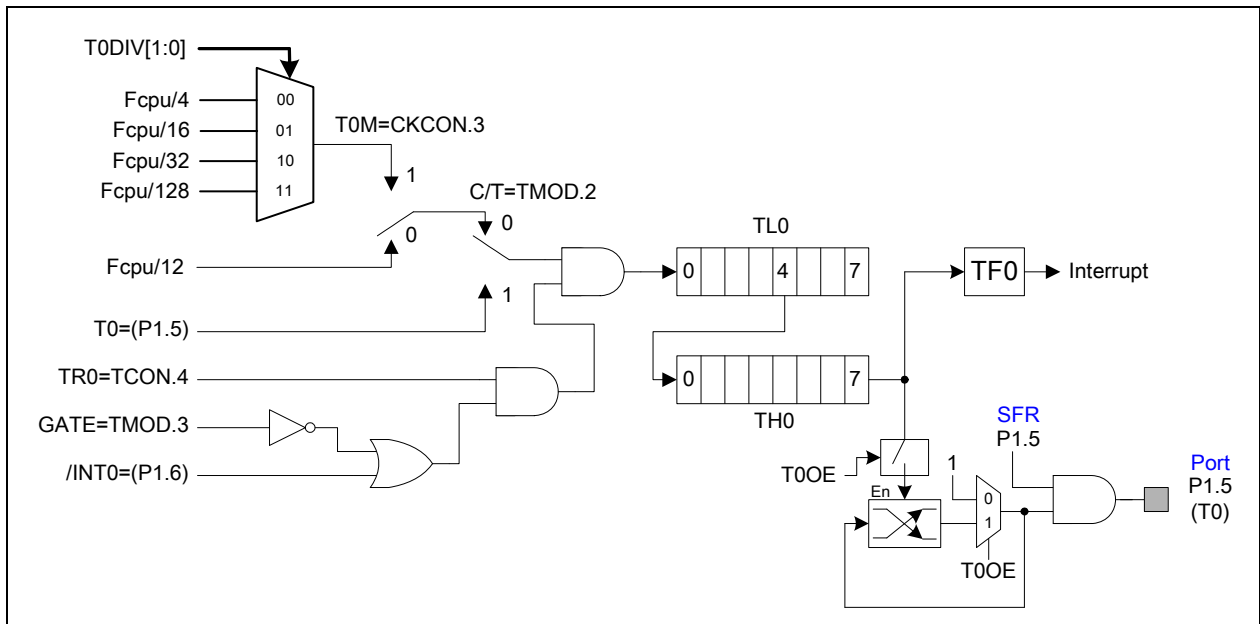 T0DIV[1:0]
Fcpu/4
00
Fcpu/16
01
T0M=CKCON.3
Fcpu/32
10
Fcpu/128
11
1
C/T=TMOD.2
0
0
Fcpu/12
1
T0=(P1.5)
TL0
0 4 7
TF0
Interrupt
TR0=TCON.4
0 7
TH0
GATE=TMOD.3
/INT0=(P1.6)
SFR
P1.5
T0OE
1
En
0
1
T0OE
Port
P1.5
(T0)